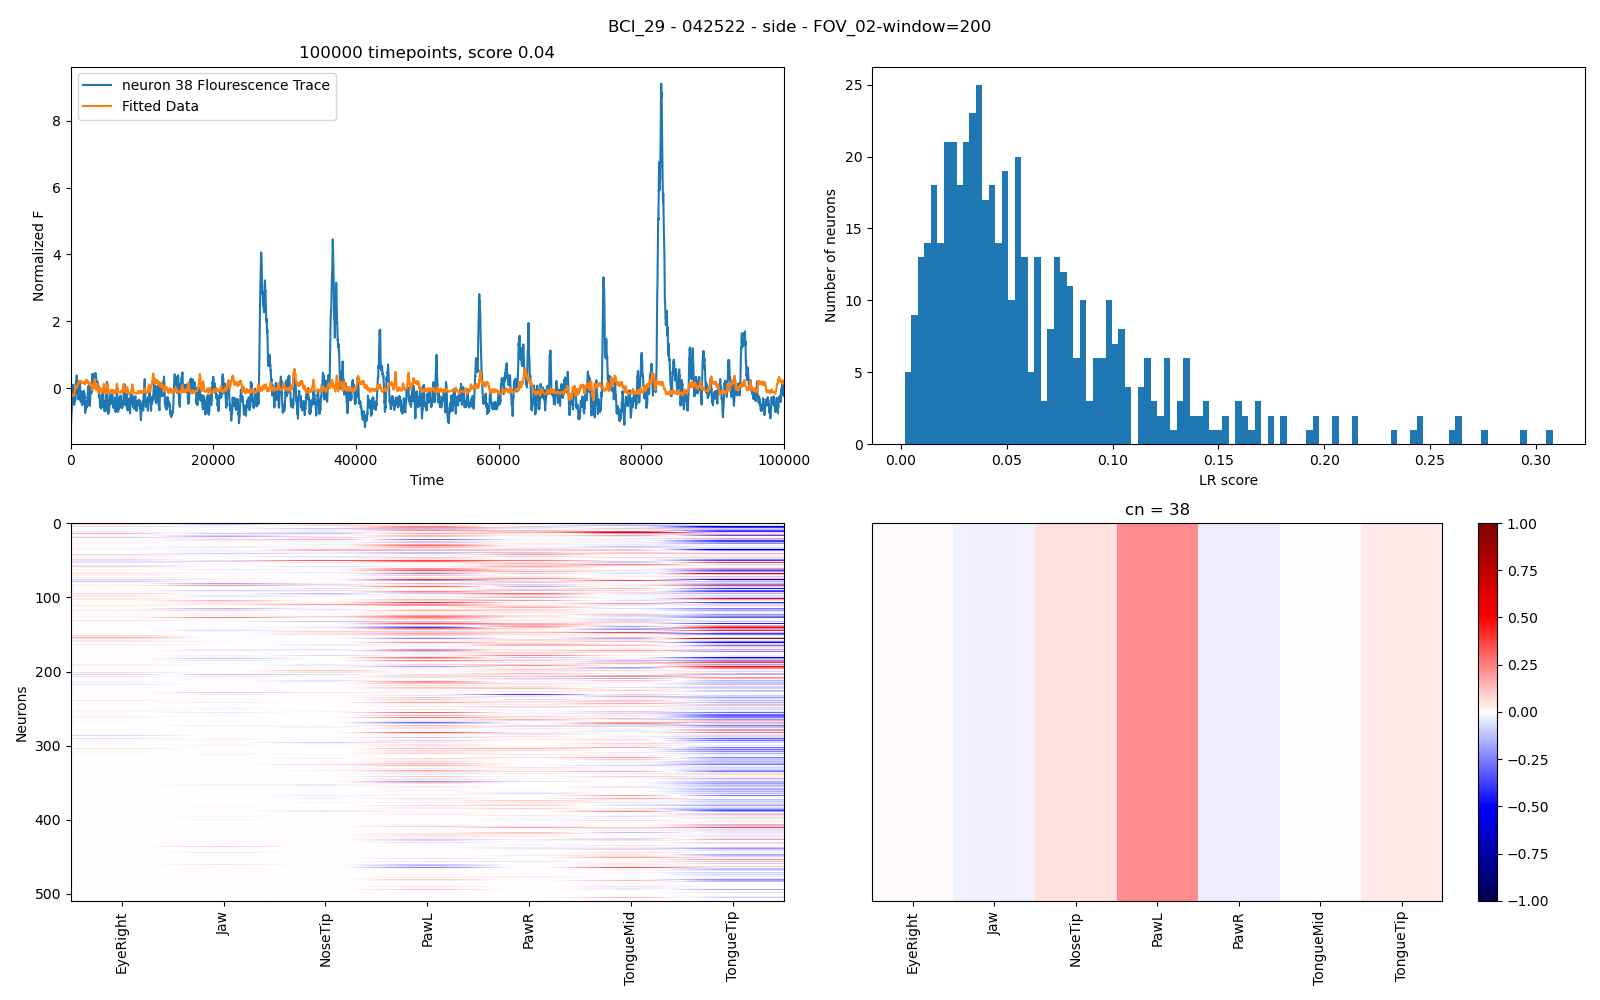 BCI_29 - 042522 - side - FOV_02-window=200
100000 timepoints, score 0.04
neuron 38 Flourescence Trace
Fitted Data
Normalized F
8
6
4
2
0
0
20000
40000
60000
80000
100000
Time
Number of neurons
25
20
15
10
5
0
0.00
0.05
0.10
0.15
0.20
0.25
0.30
LR score
Neurons
0
100
200
300
400
500
EyeRight
Jaw
NoseTip
PawL
PawR
TongueMid
TongueTip
cn = 38
EyeRight
Jaw
NoseTip
PawL
PawR
TongueMid
TongueTip
1.00
0.75
0.50
0.25
0.00
−0.25
−0.50
−0.75
−1.00